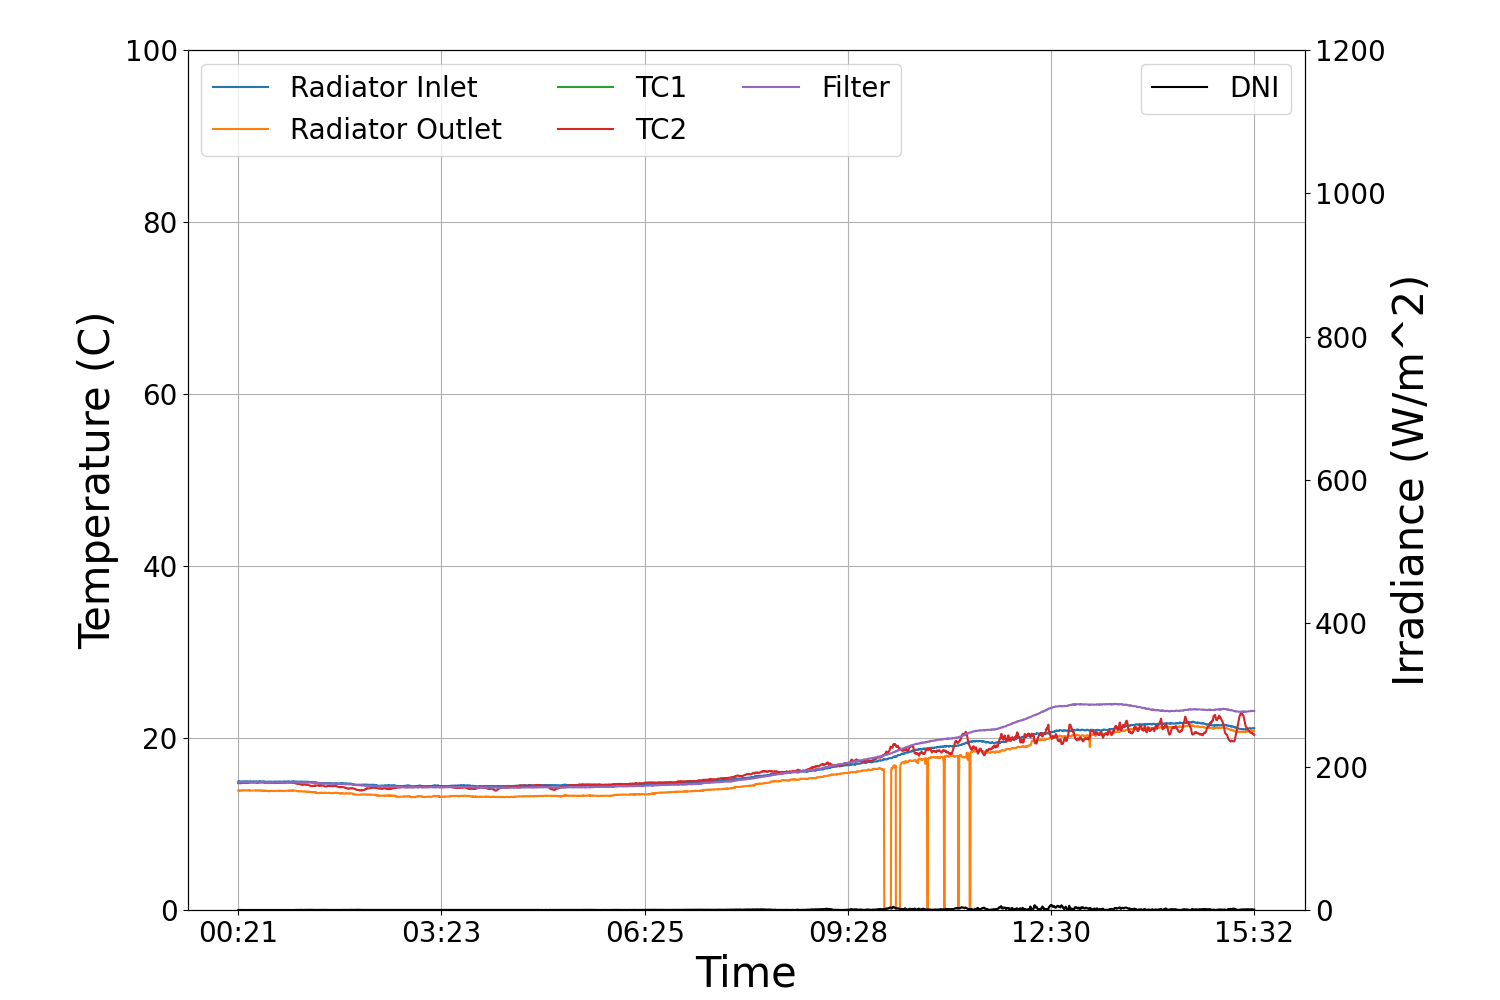 Radiator Inlet
Radiator Outlet
TC1
TC2
Filter
DNI
100
80
60
40
20
0
Temperature (C)
1200
1000
800
600
400
200
0
Irradiance (W/m^2)
00:21 03:23 06:25 09:28 12:30 15:32
Time